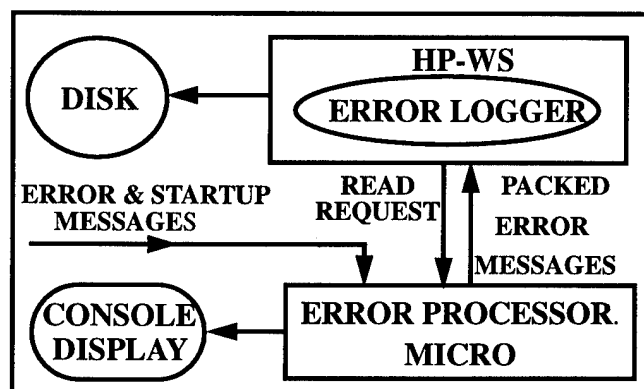 HP-WS
DISK
ERROR LOGGER
ERROR & STARTUP
MESSAGES
READ
REQUEST
PACKED
ERROR
MESSAGES
CONSOLE
DISPLAY
ERROR PROCESSOR.
MICRO